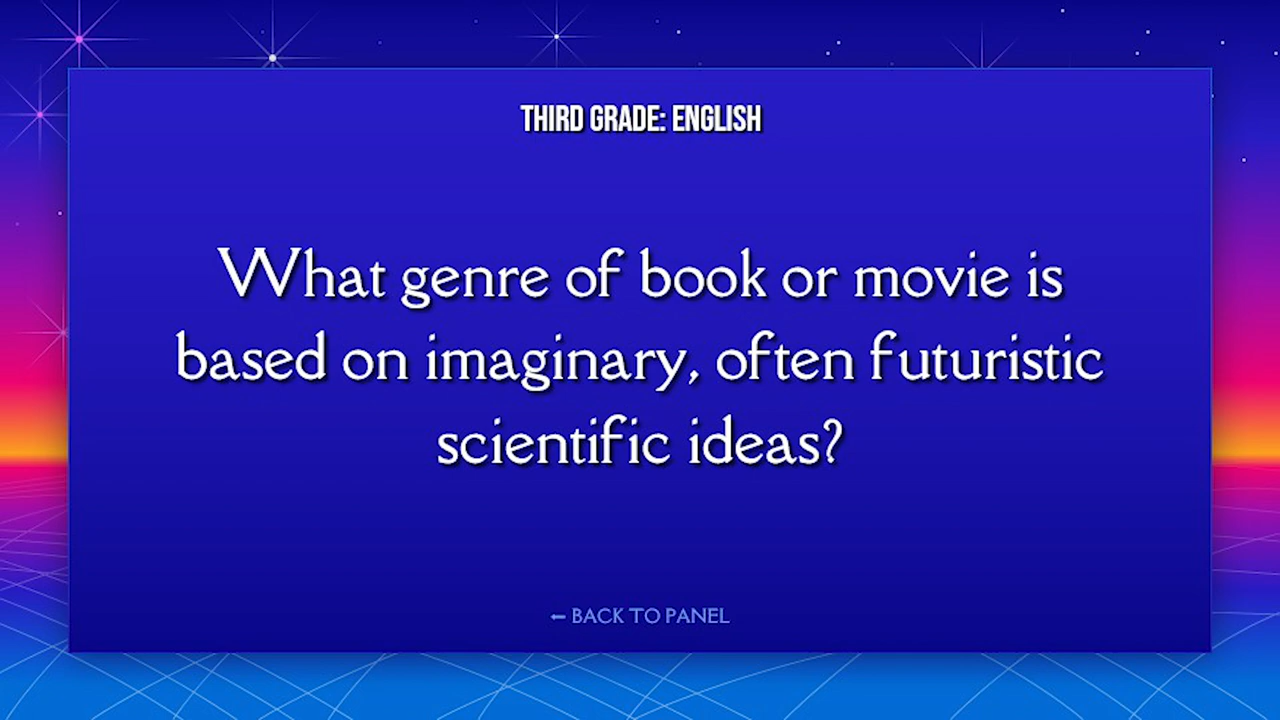 THIRD GRADE: ENGLISH
What genre of book or movie is
based on imaginary, often futuristic
scientific ideas?
← BACK TO PANEL